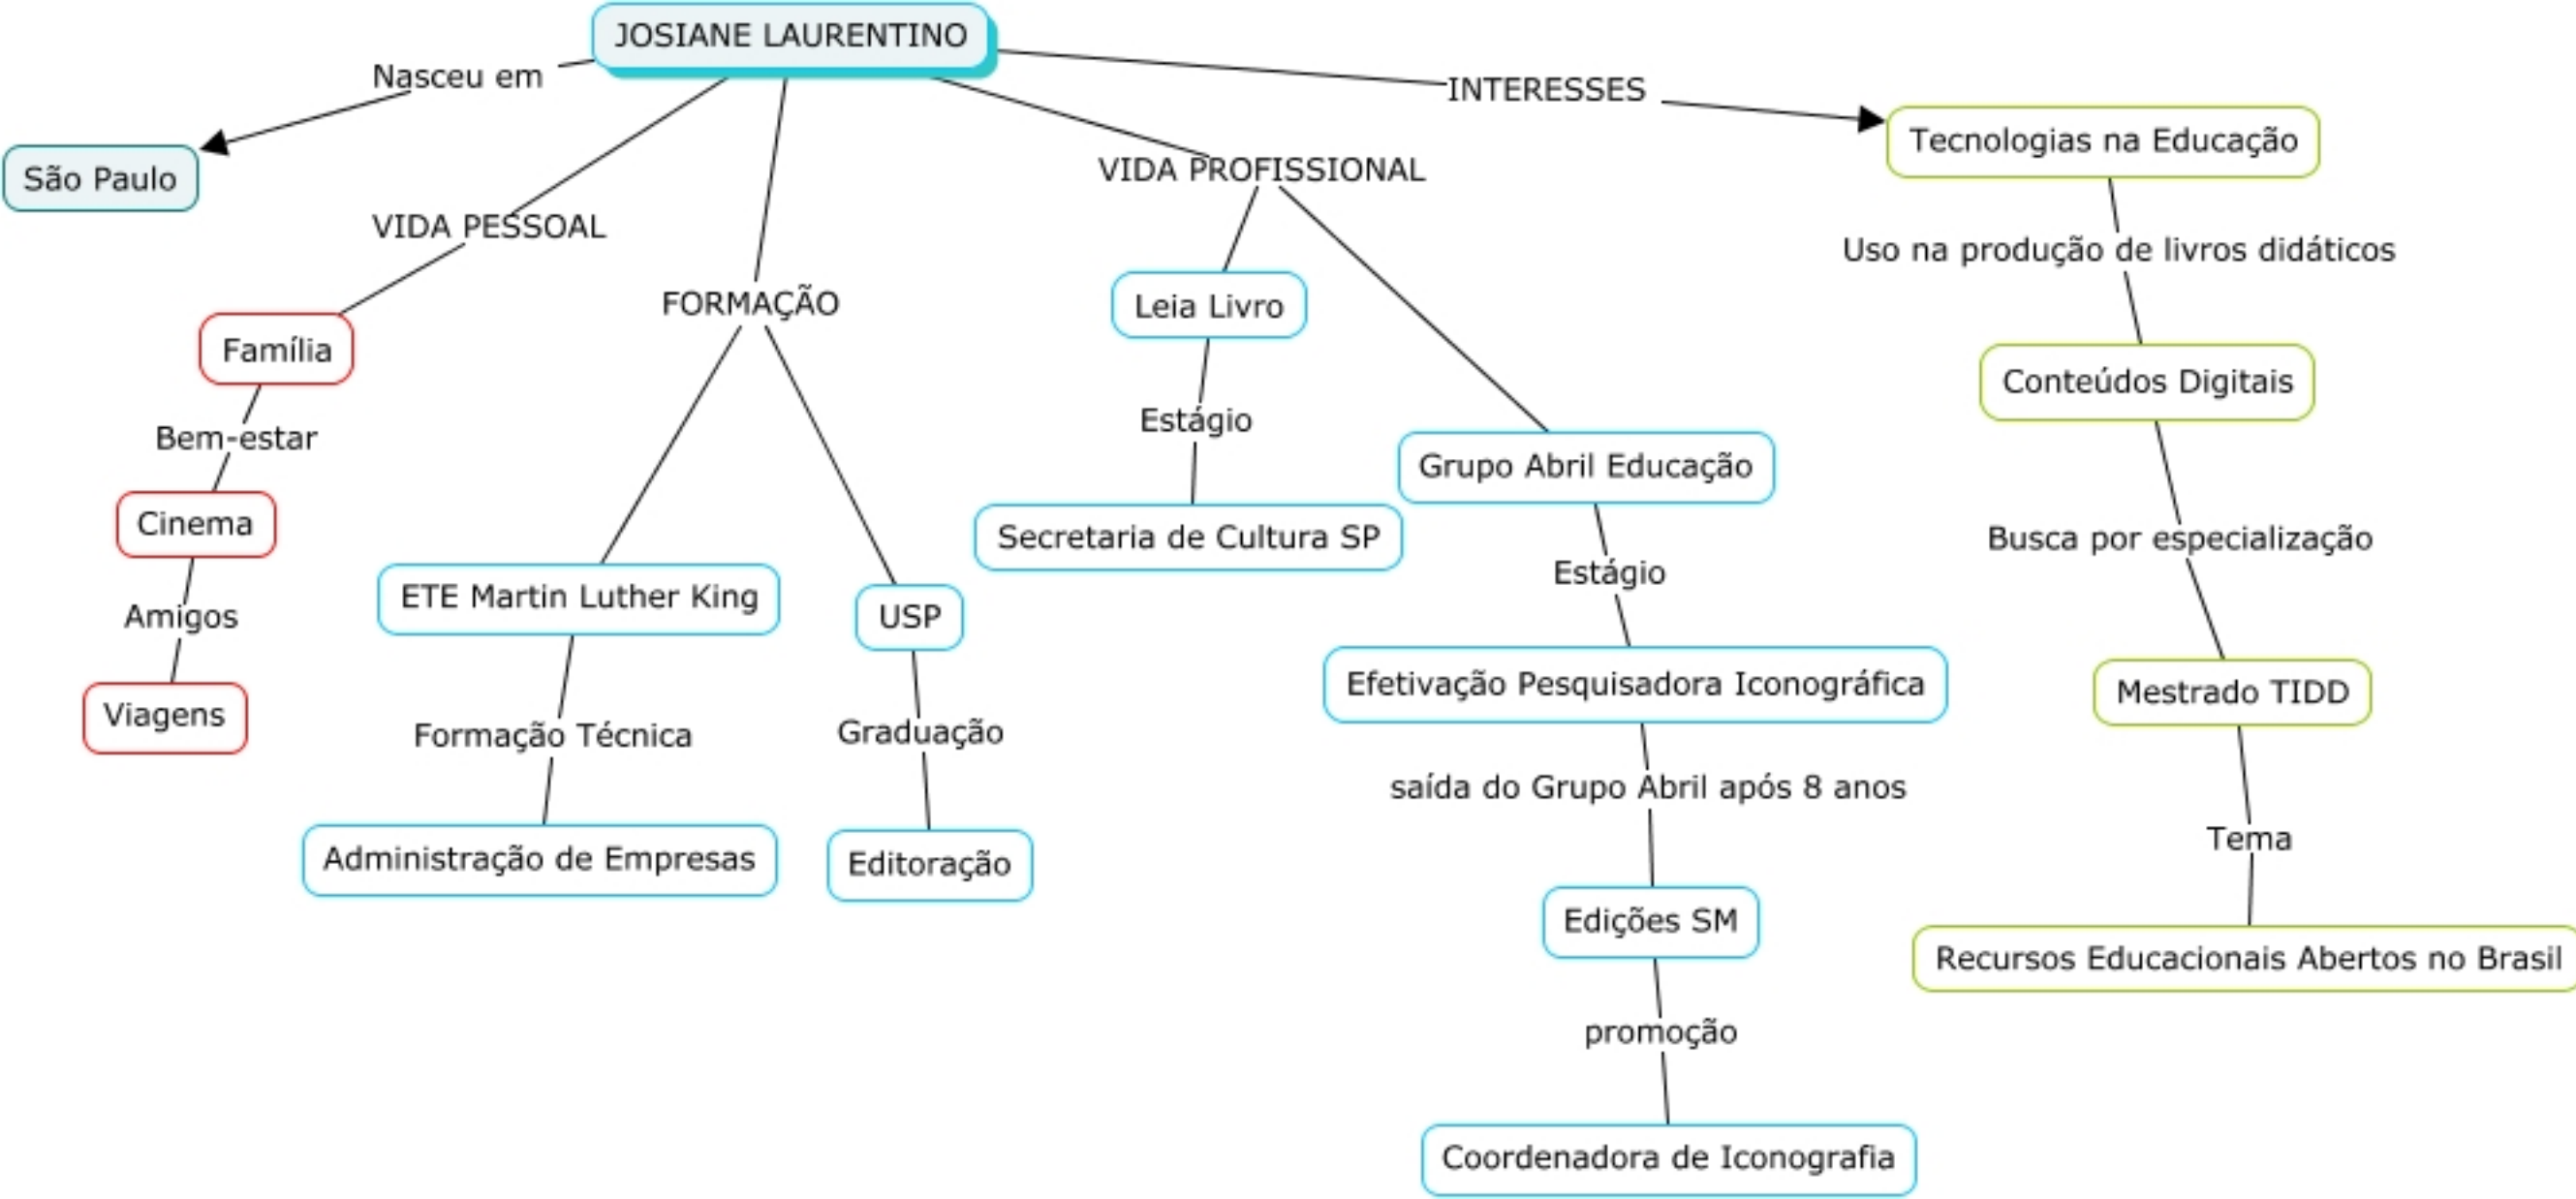 JOSIANE LAURENTINO
Nasceu em
São Paulo
VIDA PESSOAL
Família
Bem-estar
Cinema
Amigos
Viagens
FORMAÇÃO
ETE Martin Luther King
Formação Técnica
Administração de Empresas
USP
Graduação
Editoração
VIDA PROFISSIONAL
Leia Livro
Estágio
Secretaria de Cultura SP
Grupo Abril Educação
Estágio
Efetivação Pesquisadora Iconográfica
saída do Grupo Abril após 8 anos
Edições SM
promoção
Coordenadora de Iconografia
INTERESSES
Tecnologias na Educação
Uso na produção de livros didáticos
Conteúdos Digitais
Busca por especialização
Mestrado TIDD
Tema
Recursos Educacionais Abertos no Brasil